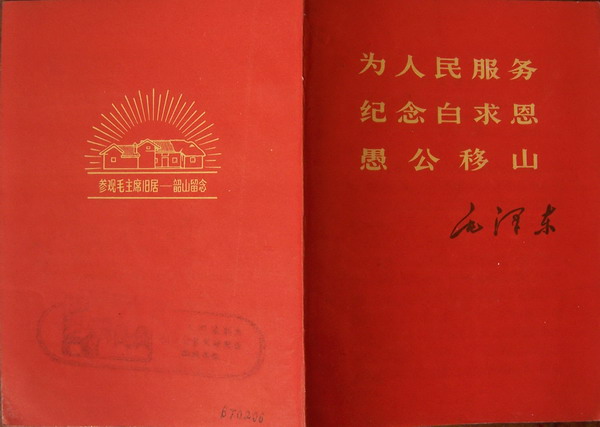 为人民服务
纪念白求恩
愚公移山
毛泽东
参观毛主席旧居—韶山留念
670206